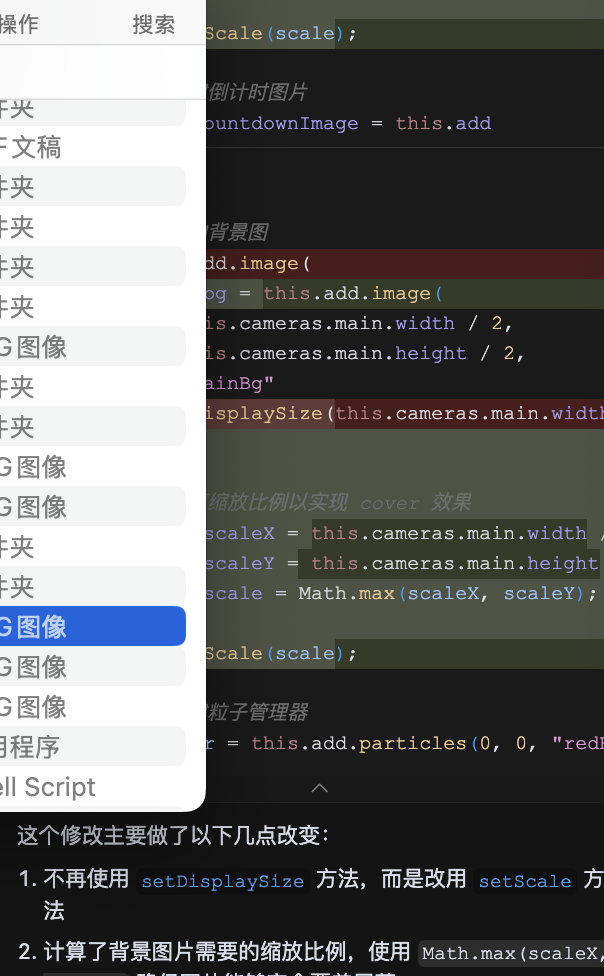 操作 搜索
Scale(scale);
倒计时图片
ountdownImage = this.add
件夹
F文稿
件夹
件夹
件夹
背景图
件夹
dd.image(
bg = this.add.image(
G图像
is.cameras.main.width / 2,
is.cameras.main.height / 2,
件夹
ainBg"
件夹
isplaySize(this.cameras.main.width
G图像
G图像
缩放比例以实现 cover 效果
件夹
scaleX = this.cameras.main.width /
scaleY = this.cameras.main.height
件夹
scale = Math.max(scaleX, scaleY);
G图像
Scale(scale);
G图像
G图像
粒子管理器
用程序
r = this.add.particles(0, 0, "red
ell Script
这个修改主要做了以下几点改变：
1. 不再使用 setDisplaySize 方法，而是改用 setScale 方
法
2. 计算了背景图片需要的缩放比例，使用 Math.max(scaleX,